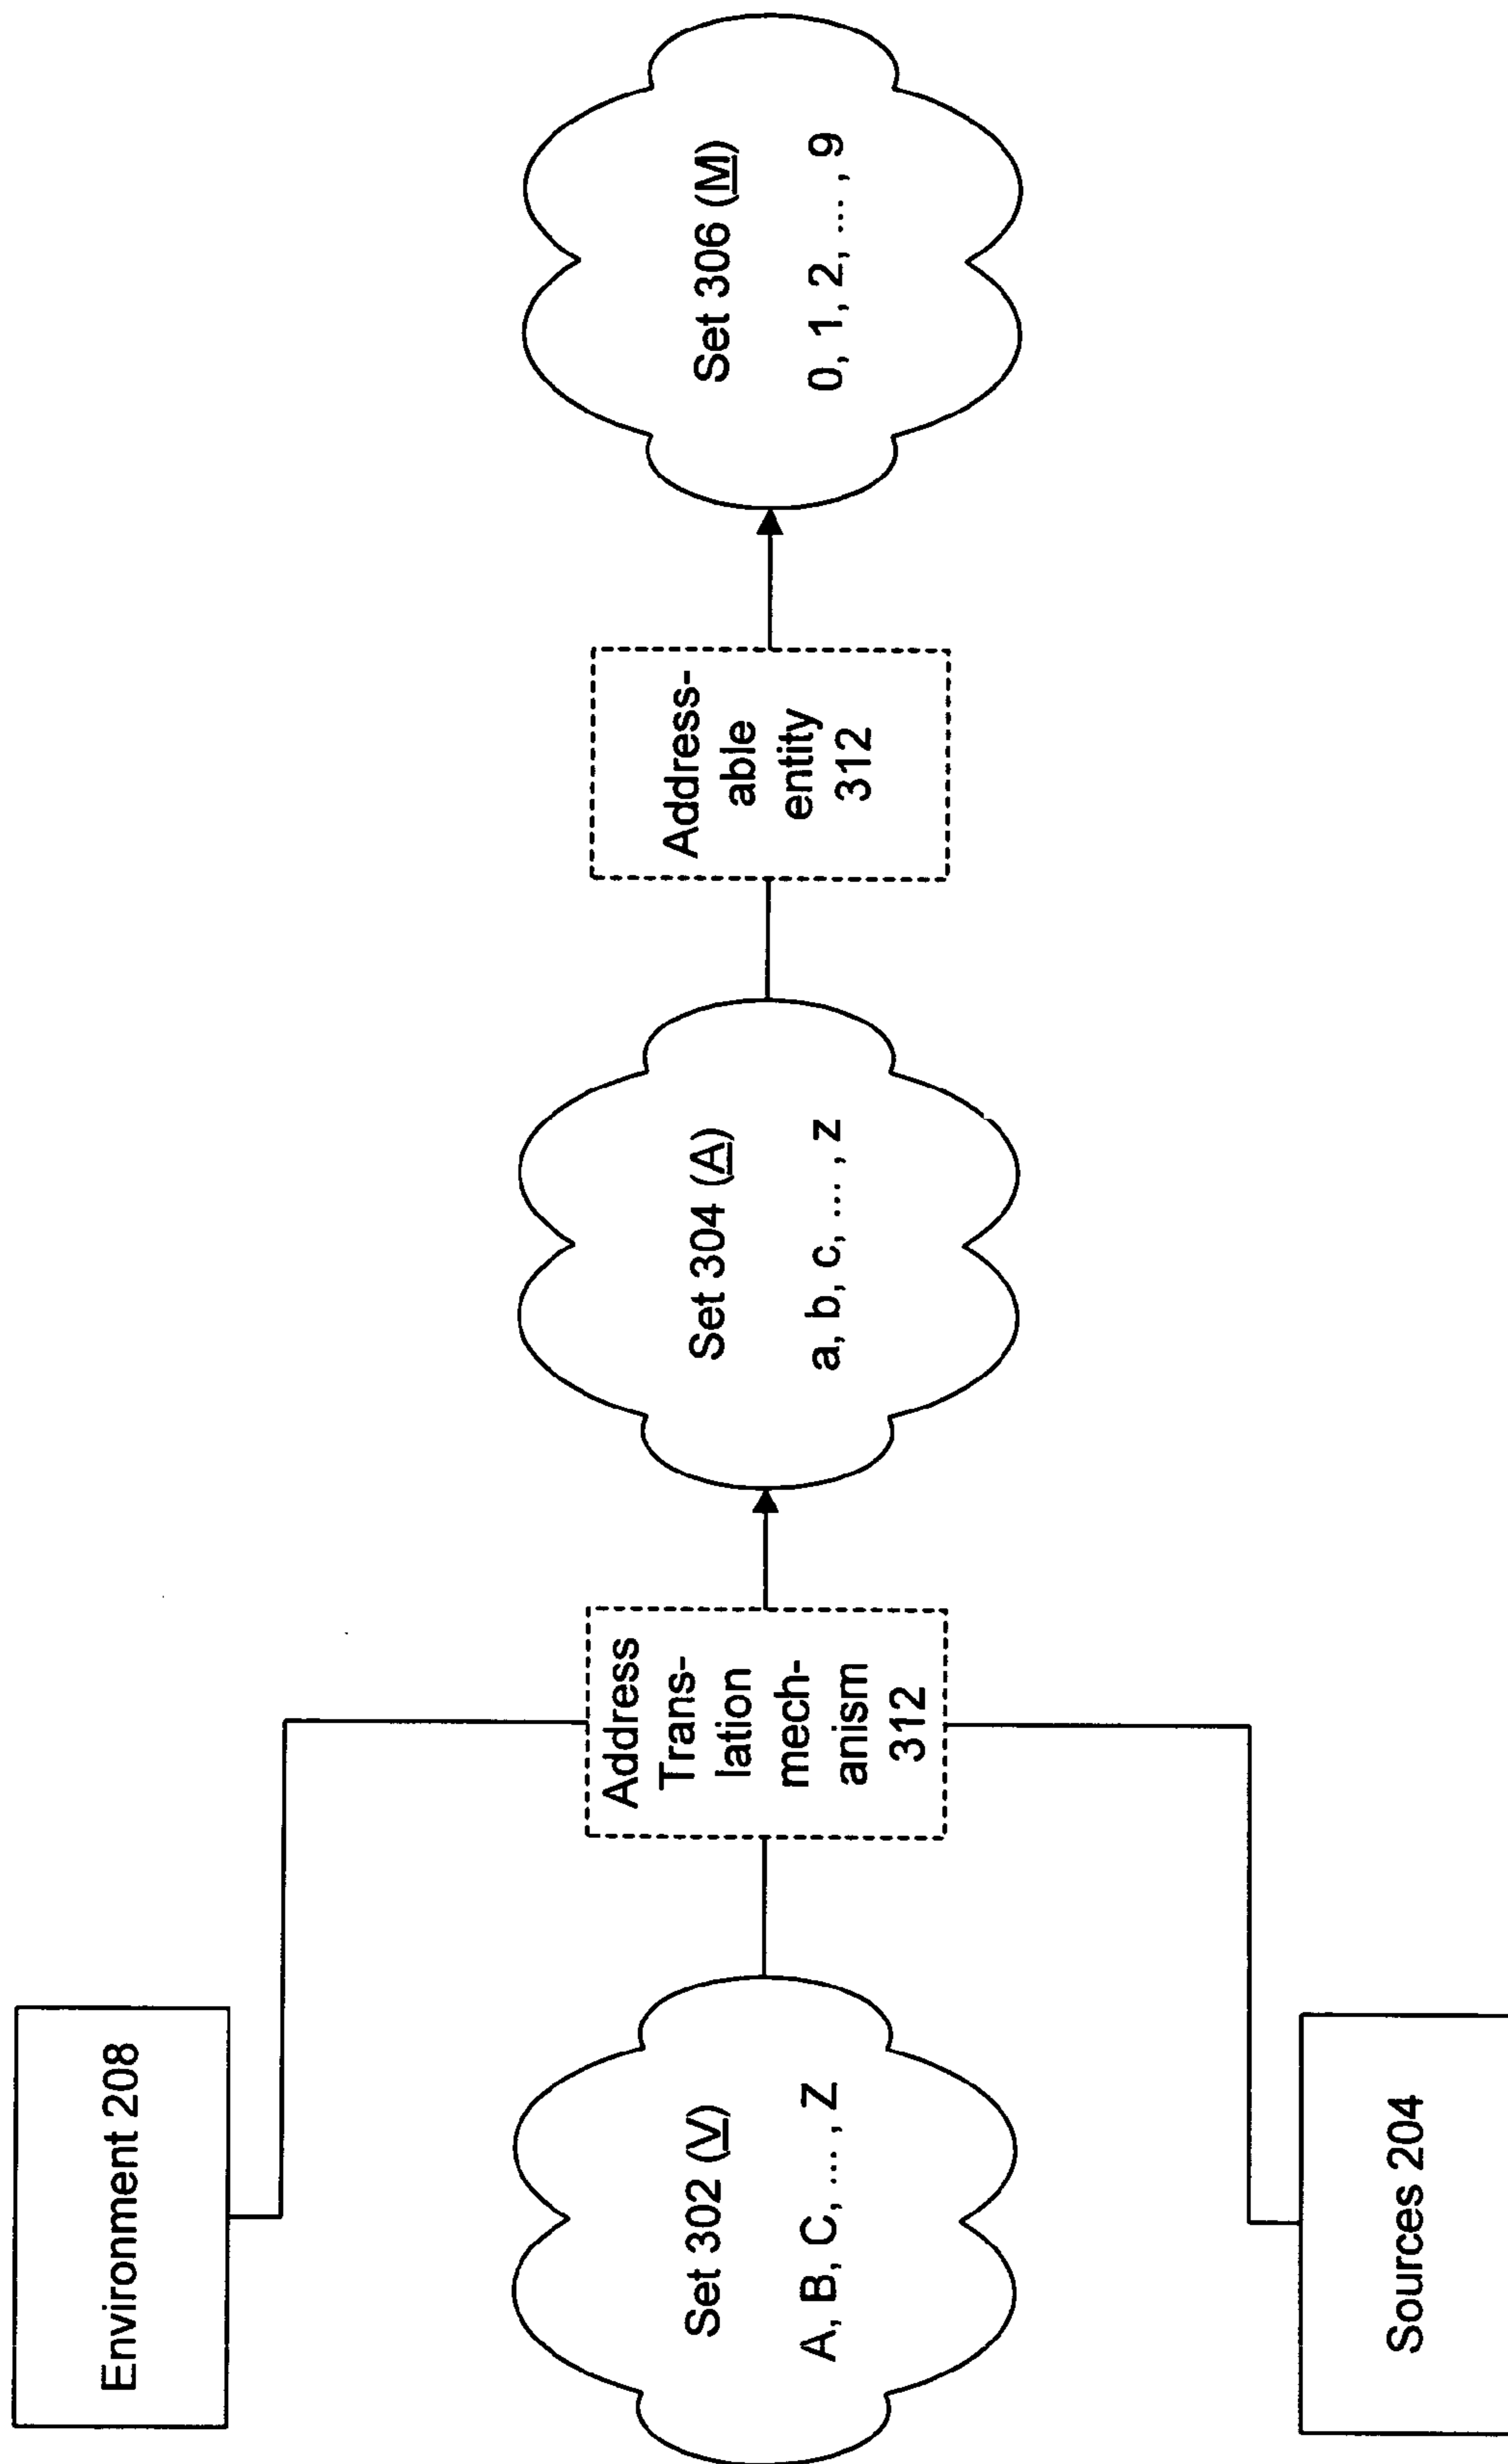 Environment 208
Set 302 (V)
A, B, C, ... , Z
Sources 204
Address
Trans-
lation
mech-
anism
312
Set 304 (A)
a, b, c, ... , z
Address-
able
entity
312
Set 306 (M)
0, 1, 2, ... , 9